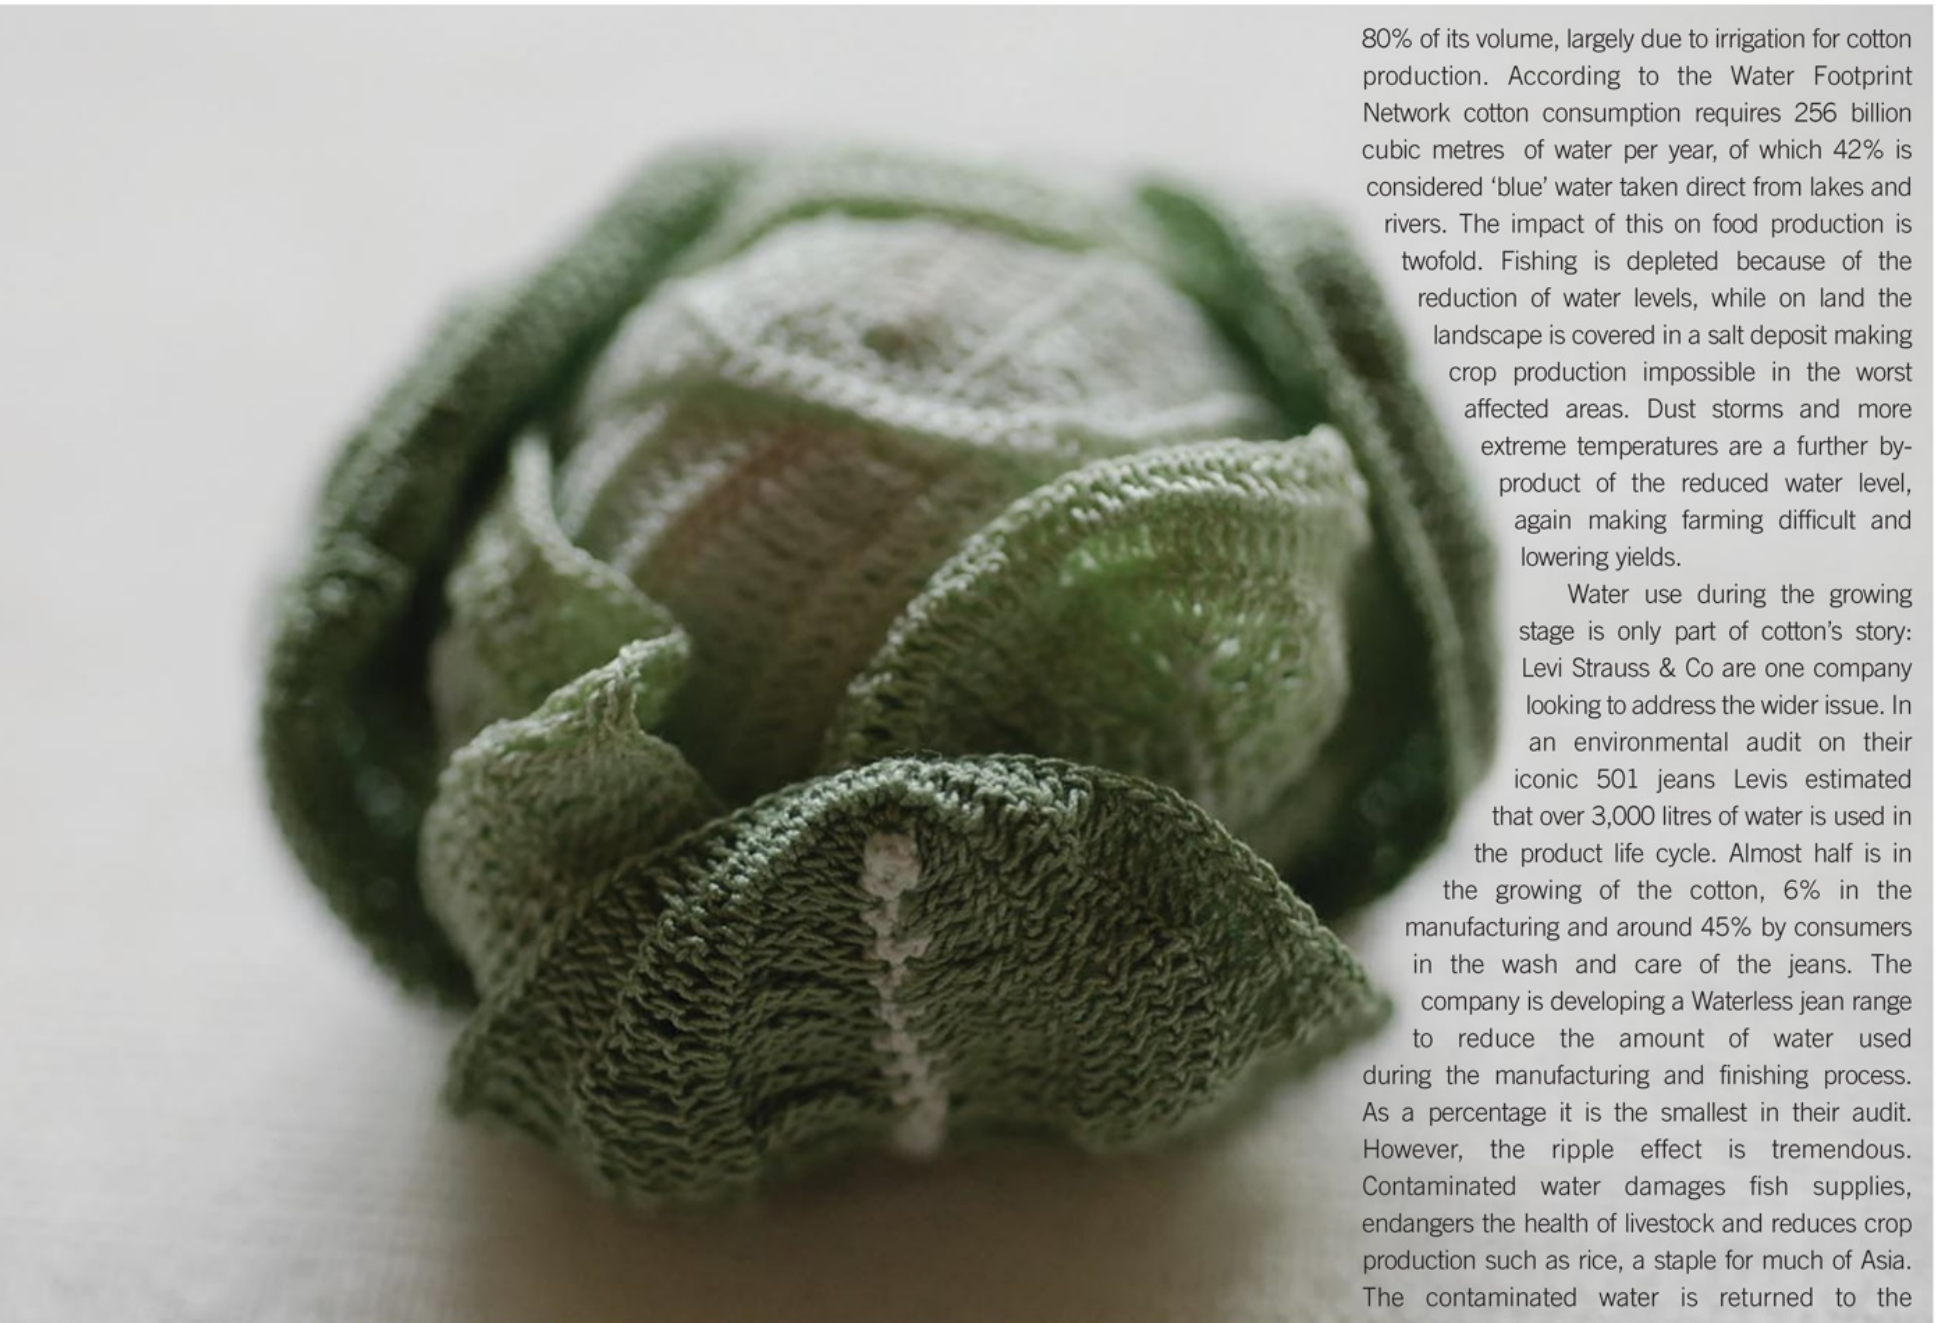 80% of its volume, largely due to irrigation for cotton
production. According to the Water Footprint
Network cotton consumption requires 256 billion
cubic metres of water per year, of which 42% is
considered ‘blue’ water taken direct from lakes and
rivers. The impact of this on food production is
twofold. Fishing is depleted because of the
reduction of water levels, while on land the
landscape is covered in a salt deposit making
crop production impossible in the worst
affected areas. Dust storms and more
extreme temperatures are a further by-
product of the reduced water level,
again making farming difficult and
lowering yields.
Water use during the growing
stage is only part of cotton’s story:
Levi Strauss & Co are one company
looking to address the wider issue. In
an environmental audit on their
iconic 501 jeans Levis estimated
that over 3,000 litres of water is used in
the product life cycle. Almost half is in
the growing of the cotton, 6% in the
manufacturing and around 45% by consumers
in the wash and care of the jeans. The
company is developing a Waterless jean range
to reduce the amount of water used
during the manufacturing and finishing process.
As a percentage it is the smallest in their audit.
However, the ripple effect is tremendous.
Contaminated water damages fish supplies,
endangers the health of livestock and reduces crop
production such as rice, a staple for much of Asia.
The contaminated water is returned to the